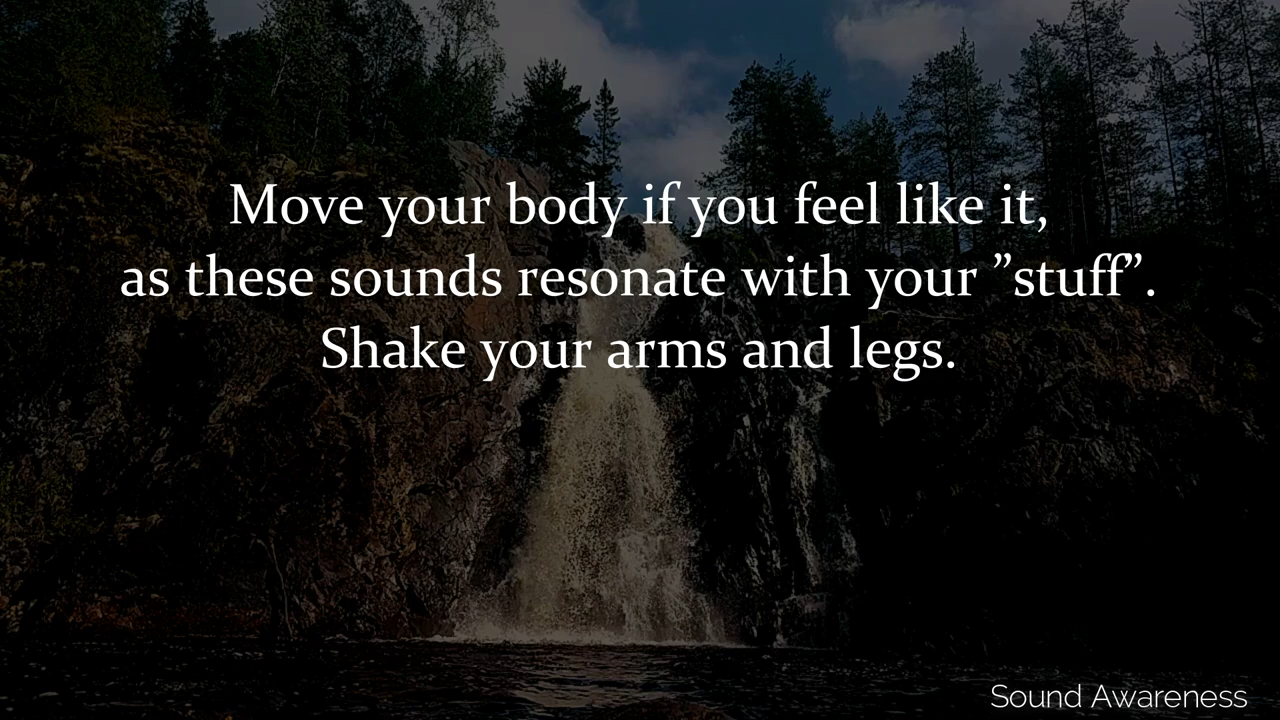 Move your body if you feel like it,
as these sounds resonate with your ”stuff”.
Shake your arms and legs.
Sound Awareness